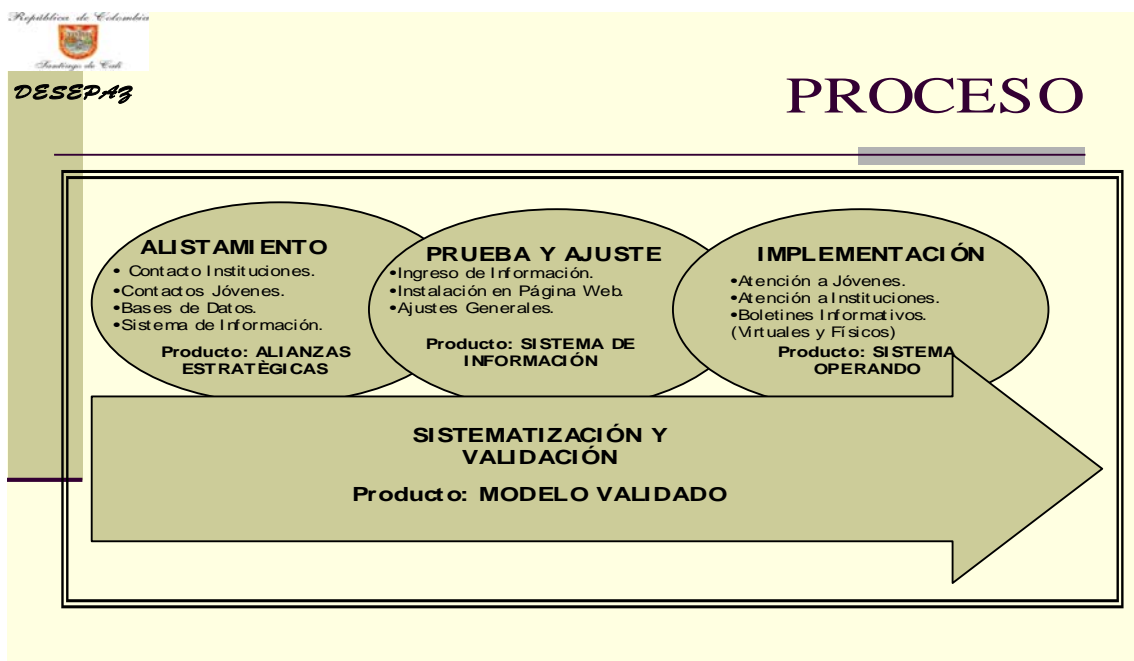 República de Colombia
Santiago de Cali
DESEPAZ
PROCESO
ALISTAMIENTO
• Contacto Instituciones.
•Contactos Jóvenes.
•Bases de Datos.
•Sistema de Información.
Producto: ALIANZAS
ESTRATÈGICAS
PRUEBA Y AJUSTE
•Ingreso de Información.
•Instalación en Página Web.
•Ajustes Generales.
Producto: SISTEMA DE
INFORMACIÓN
IMPLEMENTACIÓN
•Atención a Jóvenes.
•Atención a Instituciones.
•Boletines Informativos.
(Virtuales y Físicos)
Producto: SISTEMA
OPERANDO
SISTEMATIZACIÓN Y
VALIDACIÓN
Producto: MODELO VALIDADO